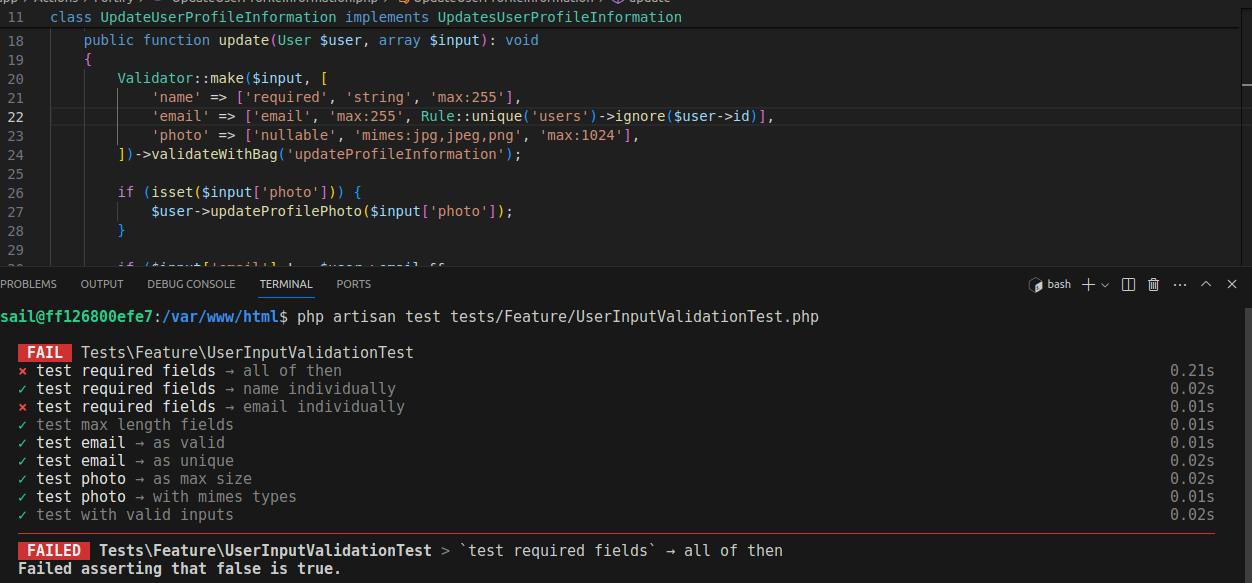 app > Actions > Fortify > UpdateUserProfileInformation.php > UpdateUserProfileInformation > update
11 class UpdateUserProfileInformation implements UpdatesUserProfileInformation
18 public function update(User $user, array $input): void
19 {
20 Validator::make($input, [
21 'name' => ['required', 'string', 'max:255'],
22 'email' => ['email', 'max:255', Rule::unique('users')->ignore($user->id)],
23 'photo' => ['nullable', 'mimes:jpg,jpeg,png', 'max:1024'],
24 ])->validateWithBag('updateProfileInformation');
25
26 if (isset($input['photo'])) {
27 $user->updateProfilePhoto($input['photo']);
28 }
29
PROBLEMS OUTPUT DEBUG CONSOLE TERMINAL PORTS bash
sail@ff126800efe7:/var/www/html$ php artisan test tests/Feature/UserInputValidationTest.php
FAIL Tests\Feature\UserInputValidationTest
⨯ test required fields → all of then 0.21s
✓ test required fields → name individually 0.02s
⨯ test required fields → email individually 0.01s
✓ test max length fields 0.01s
✓ test email → as valid 0.01s
✓ test email → as unique 0.02s
✓ test photo → as max size 0.02s
✓ test photo → with mimes types 0.01s
✓ test with valid inputs 0.02s
FAILED Tests\Feature\UserInputValidationTest > `test required fields` → all of then
Failed asserting that false is true.